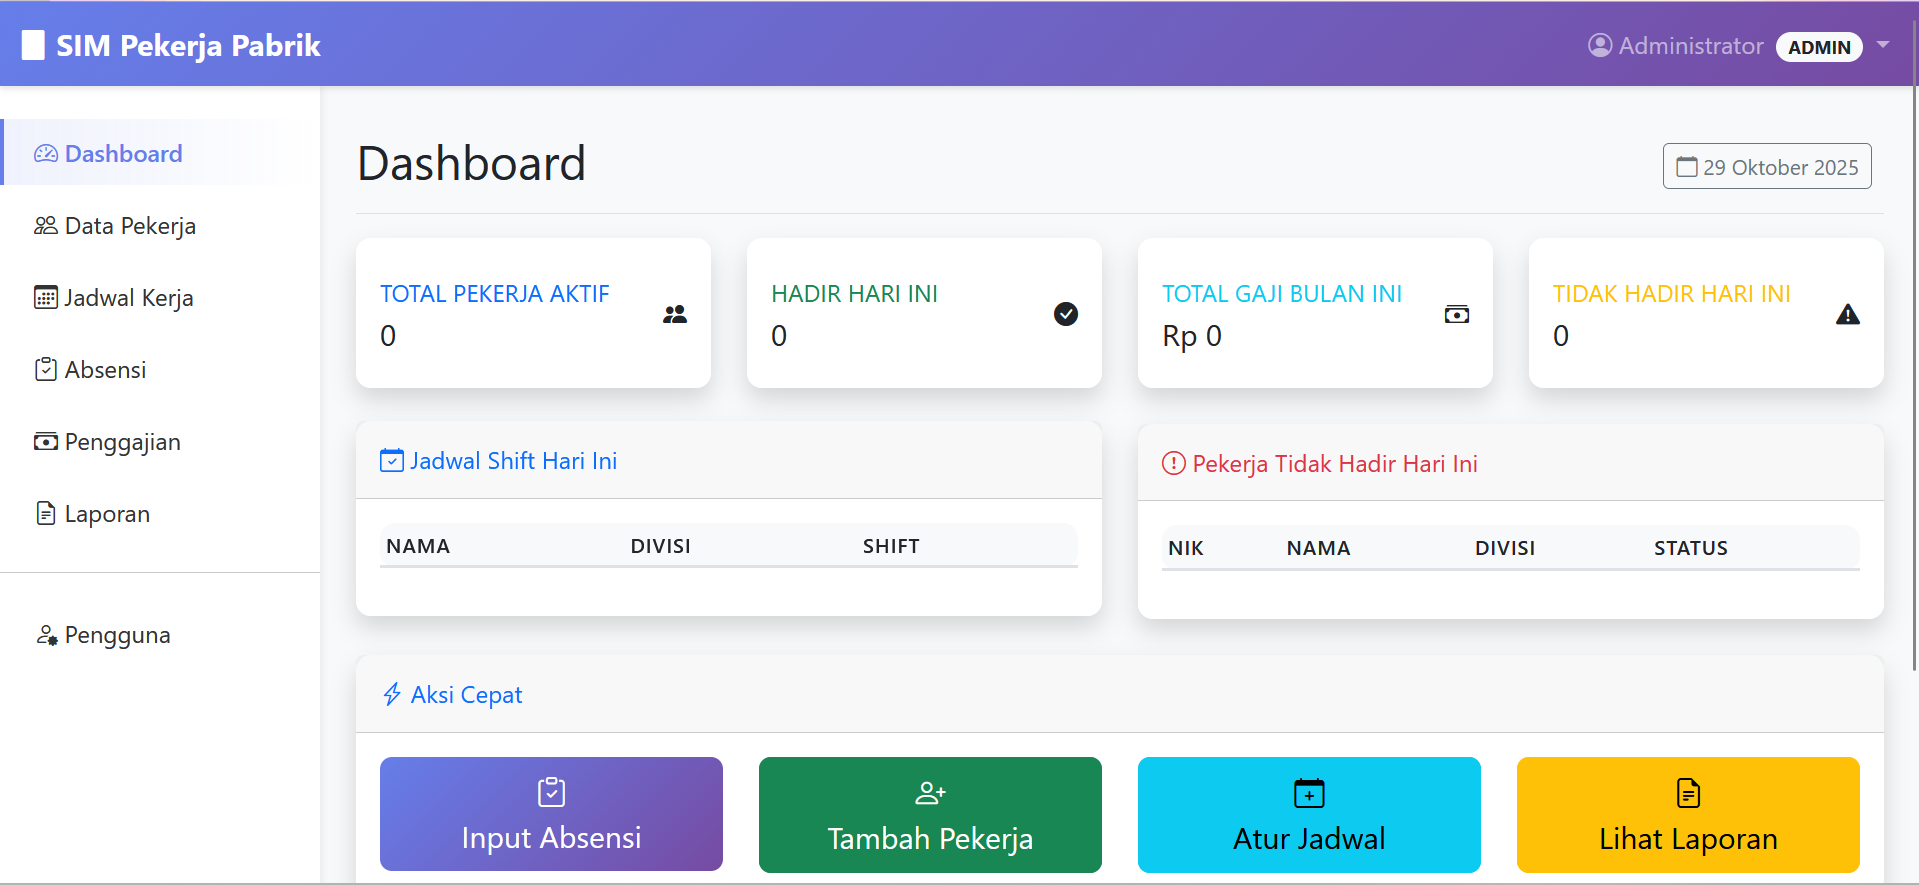 SIM Pekerja Pabrik
Administrator ADMIN
Dashboard
Data Pekerja
Jadwal Kerja
Absensi
Penggajian
Laporan
Pengguna
Dashboard
29 Oktober 2025
TOTAL PEKERJA AKTIF
0
HADIR HARI INI
0
TOTAL GAJI BULAN INI
Rp 0
TIDAK HADIR HARI INI
0
Jadwal Shift Hari Ini
NAMA DIVISI SHIFT
Pekerja Tidak Hadir Hari Ini
NIK NAMA DIVISI STATUS
Aksi Cepat
Input Absensi
Tambah Pekerja
Atur Jadwal
Lihat Laporan